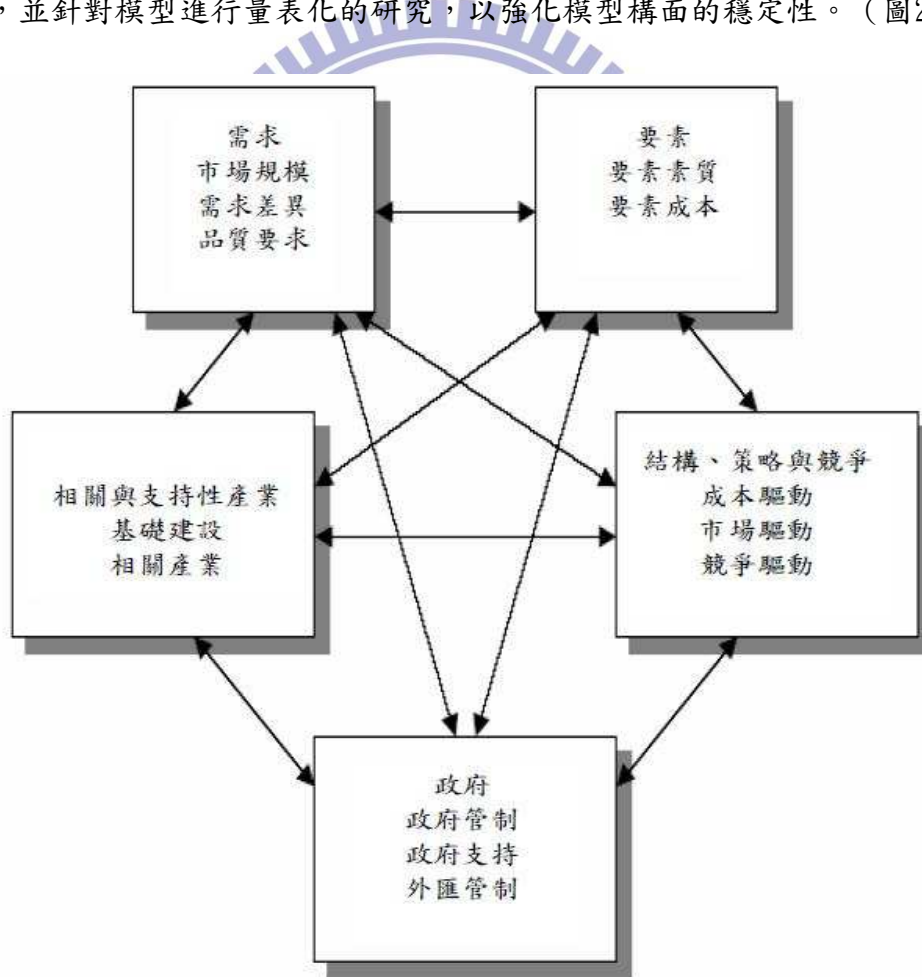 ，並針對模型進行量表化的研究，以強化模型構面的穩定性。（圖2
需求
市場規模
需求差異
品質要求
要素
要素素質
要素成本
相關與支持性產業
基礎建設
相關產業
結構、策略與競爭
成本驅動
市場驅動
競爭驅動
政府
政府管制
政府支持
外匯管制